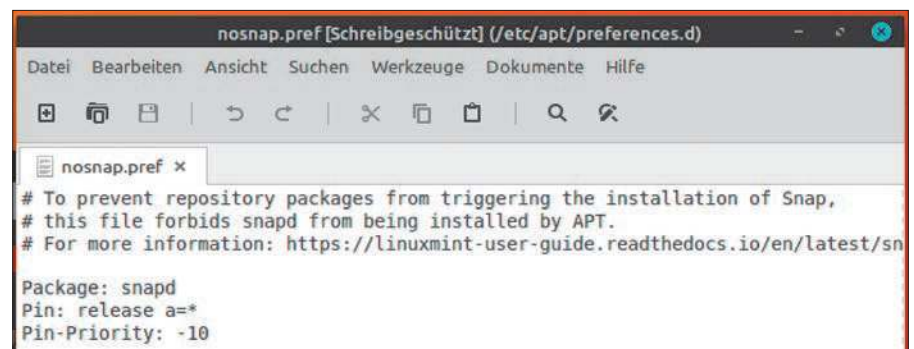 nosnap.pref [Schreibgeschützt] (/etc/apt/preferences.d)
Datei Bearbeiten Ansicht Suchen Werkzeuge Dokumente Hilfe
nosnap.pref
# To prevent repository packages from triggering the installation of Snap,
# this file forbids snapd from being installed by APT.
# For more information: https://linuxmint-user-guide.readthedocs.io/en/latest/sn
Package: snapd
Pin: release a=*
Pin-Priority: -10